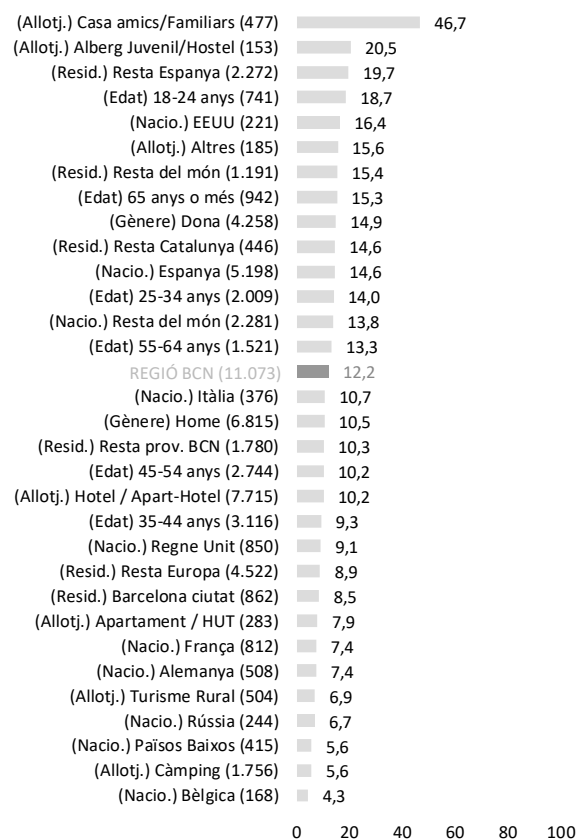 (Allotj.) Casa amics/Familiars (477) 46,7
(Allotj.) Alberg Juvenil/Hostel (153) 20,5
(Resid.) Resta Espanya (2.272) 19,7
(Edat) 18-24 anys (741) 18,7
(Nacio.) EEUU (221) 16,4
(Allotj.) Altres (185) 15,6
(Resid.) Resta del món (1.191) 15,4
(Edat) 65 anys o més (942) 15,3
(Gènere) Dona (4.258) 14,9
(Resid.) Resta Catalunya (446) 14,6
(Nacio.) Espanya (5.198) 14,6
(Edat) 25-34 anys (2.009) 14,0
(Nacio.) Resta del món (2.281) 13,8
(Edat) 55-64 anys (1.521) 13,3
REGIÓ BCN (11.073) 12,2
(Nacio.) Itàlia (376) 10,7
(Gènere) Home (6.815) 10,5
(Resid.) Resta prov. BCN (1.780) 10,3
(Edat) 45-54 anys (2.744) 10,2
(Allotj.) Hotel / Apart-Hotel (7.715) 10,2
(Edat) 35-44 anys (3.116) 9,3
(Nacio.) Regne Unit (850) 9,1
(Resid.) Resta Europa (4.522) 8,9
(Resid.) Barcelona ciutat (862) 8,5
(Allotj.) Apartament / HUT (283) 7,9
(Nacio.) França (812) 7,4
(Nacio.) Alemanya (508) 7,4
(Allotj.) Turisme Rural (504) 6,9
(Nacio.) Rússia (244) 6,7
(Nacio.) Països Baixos (415) 5,6
(Allotj.) Càmping (1.756) 5,6
(Nacio.) Bèlgica (168) 4,3
0 20 40 60 80 100